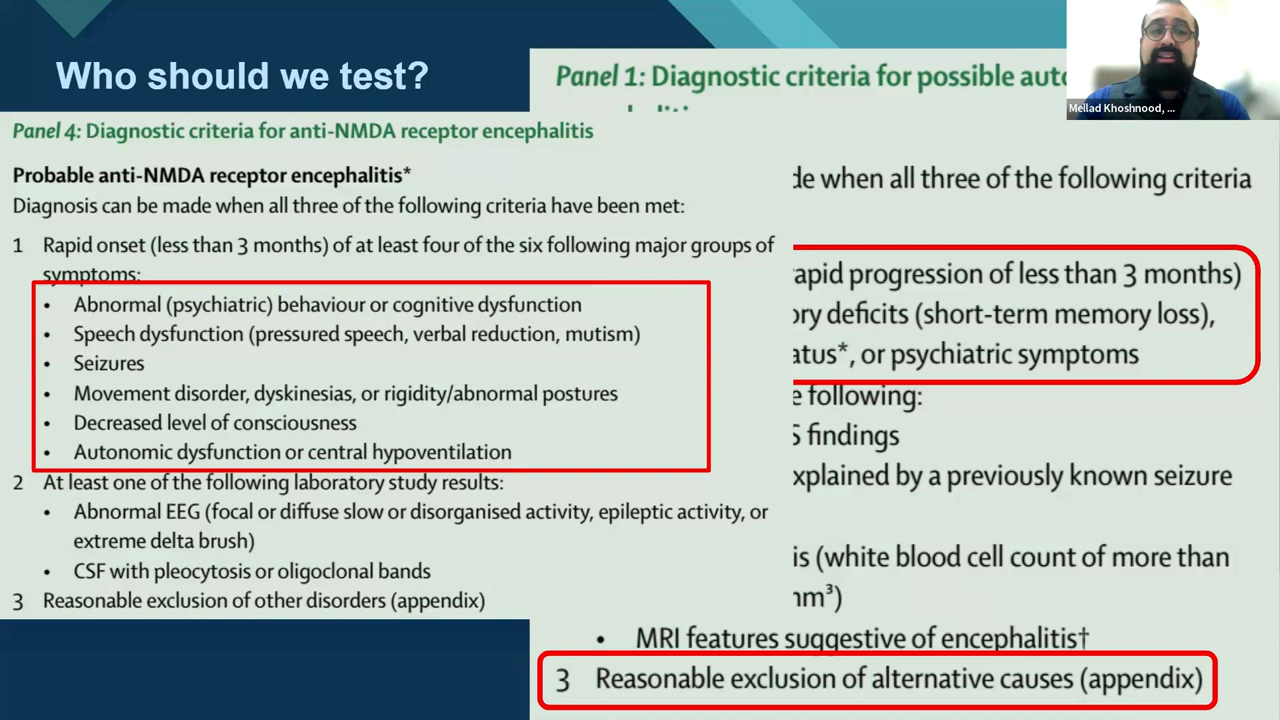 Who should we test?
Panel 1: Diagnostic criteria for possible
Mellad Khoshnood, ...
Panel 4: Diagnostic criteria for anti-NMDA receptor encephalitis
Probable anti-NMDA receptor encephalitis*
Diagnosis can be made when all three of the following criteria have been met:
1 Rapid onset (less than 3 months) of at least four of the six following major groups of
symptoms:
• Abnormal (psychiatric) behaviour or cognitive dysfunction
• Speech dysfunction (pressured speech, verbal reduction, mutism)
• Seizures
• Movement disorder, dyskinesias, or rigidity/abnormal postures
• Decreased level of consciousness
• Autonomic dysfunction or central hypoventilation
2 At least one of the following laboratory study results:
• Abnormal EEG (focal or diffuse slow or disorganised activity, epileptic activity, or
extreme delta brush)
• CSF with pleocytosis or oligoclonal bands
3 Reasonable exclusion of other disorders (appendix)
when all three of the following criteria
progression of less than 3 months)
deficits (short-term memory loss),
or psychiatric symptoms
following:
findings
explained by a previously known seizure
(white blood cell count of more than
• MRI features suggestive of encephalitis†
3 Reasonable exclusion of alternative causes (appendix)